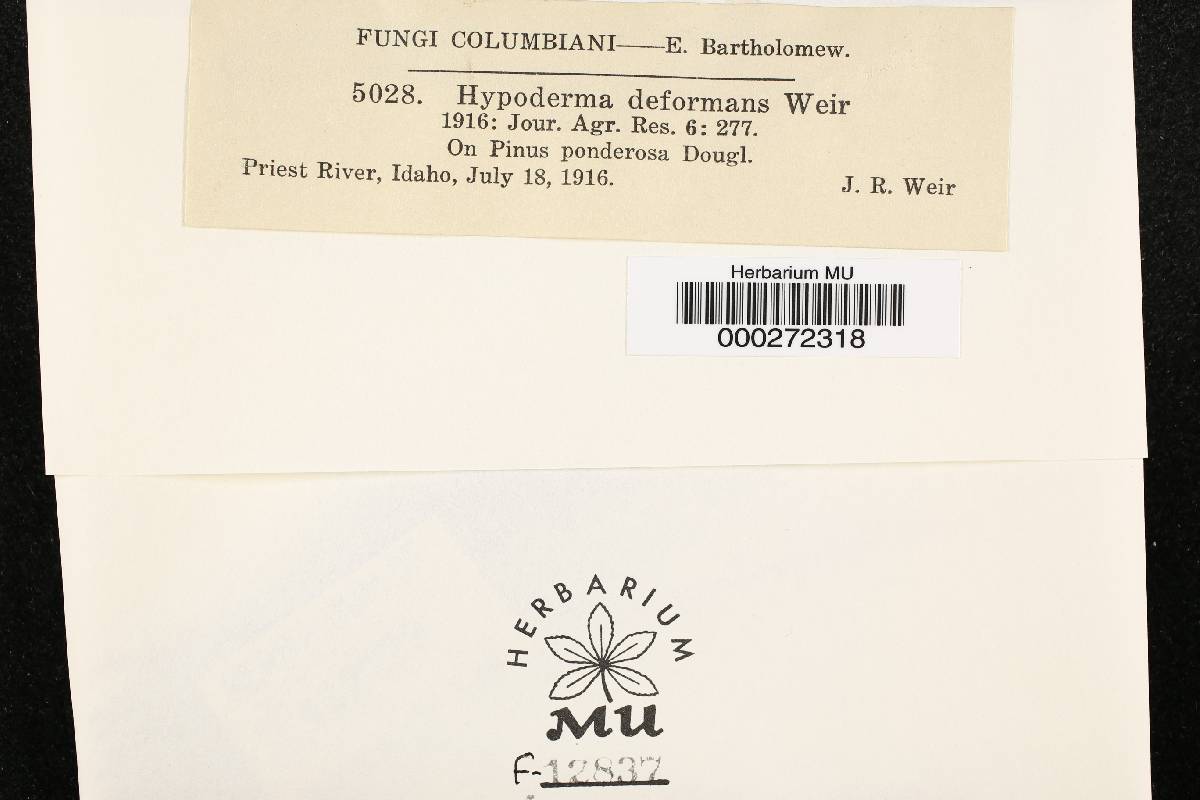 FUNGI COLUMBIANI——E. Bartholomew.
5028. Hypoderma deformans Weir
1916: Jour. Agr. Res. 6: 277.
On Pinus ponderosa Dougl.
Priest River, Idaho, July 18, 1916.
J. R. Weir
Herbarium MU
000272318
HERBARIUM
MU
F-12837